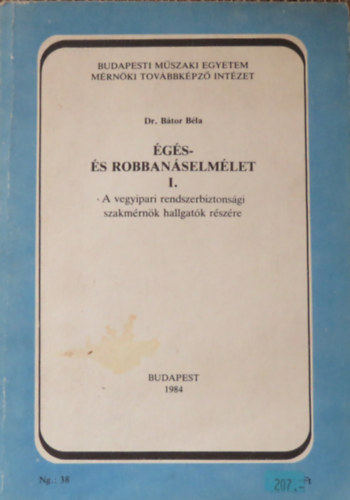 BUDAPESTI MŰSZAKI EGYETEM
MÉRNÖKI TOVÁBBKÉPZŐ INTÉZET
Dr. Bátor Béla
ÉGÉS-
ÉS ROBBANÁSELMÉLET
I.
A vegyipari rendszerbiztonsági
szakmérnök hallgatók részére
BUDAPEST
1984
Ng.: 38
207,-